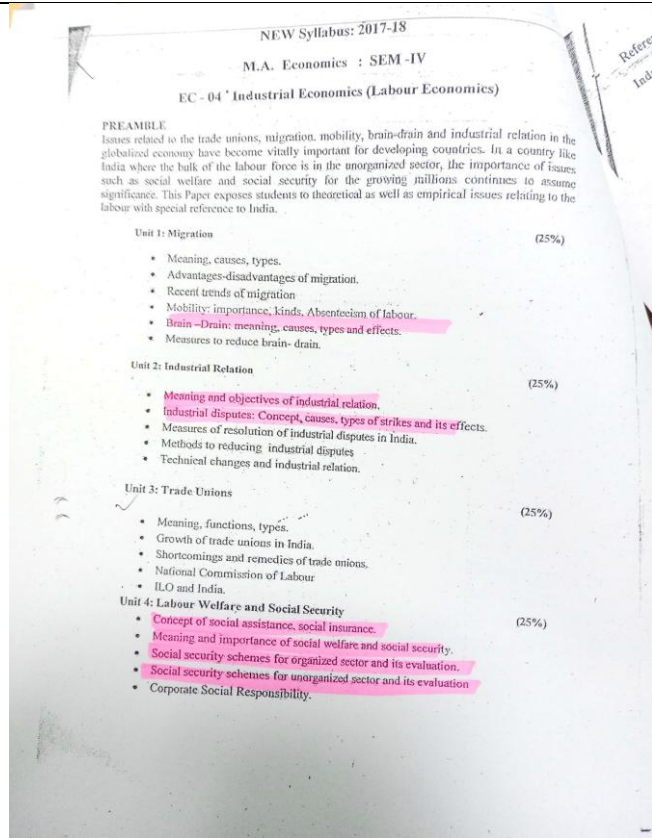 NEW Syllabus: 2017-18
M.A. Economics : SEM -IV
EC - 04 ' Industrial Economics (Labour Economics)
PREAMBLE
Issues related to the trade unions, migration, mobility, brain-drain and industrial relation in the
globalized economy have become vitally important for developing countries. In a country like
India where the bulk of the labour force is in the unorganized sector, the importance of issues
such as social welfare and social security for the growing millions continues to assume
significance. This Paper exposes students to theoretical as well as empirical issues relating to the
labour with special reference to India.
Unit 1: Migration (25%)
• Meaning, causes, types.
• Advantages-disadvantages of migration.
• Recent trends of migration
• Mobility: importance, kinds, Absenteeism of labour.
• Brain –Drain: meaning, causes, types and effects.
• Measures to reduce brain- drain.
Unit 2: Industrial Relation (25%)
• Meaning and objectives of industrial relation.
• Industrial disputes: Concept, causes, types of strikes and its effects.
• Measures of resolution of industrial disputes in India.
• Methods to reducing industrial disputes
• Technical changes and industrial relation.
Unit 3: Trade Unions (25%)
• Meaning, functions, types.
• Growth of trade unions in India.
• Shortcomings and remedies of trade unions.
• National Commission of Labour
• ILO and India.
Unit 4: Labour Welfare and Social Security (25%)
• Concept of social assistance, social insurance.
• Meaning and importance of social welfare and social security.
• Social security schemes for organized sector and its evaluation.
• Social security schemes for unorganized sector and its evaluation
• Corporate Social Responsibility.